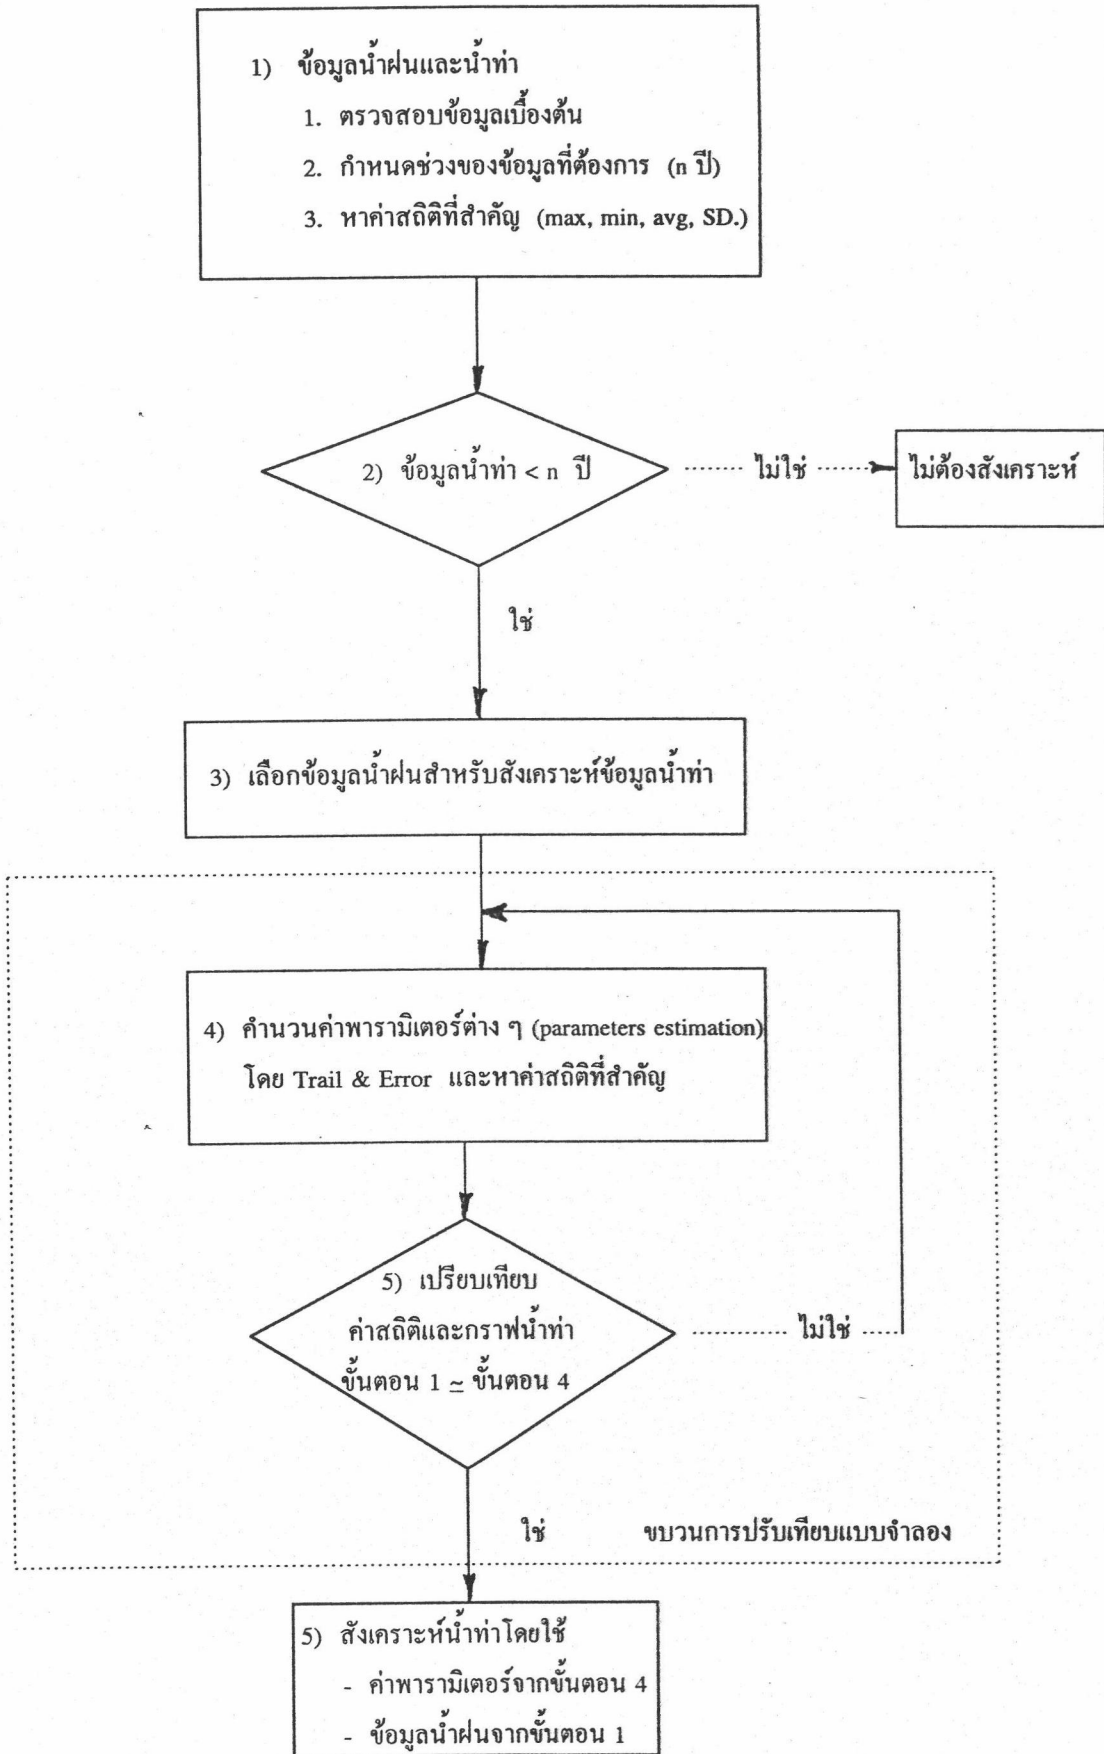 1) ข้อมูลน้ำฝนและน้ำท่า
1. ตรวจสอบข้อมูลเบื้องต้น
2. กำหนดช่วงของข้อมูลที่ต้องการ (n ปี)
3. หาค่าสถิติที่สำคัญ (max, min, avg, SD.)
2) ข้อมูลน้ำท่า < n ปี
ไม่ใช่
ไม่ต้องสังเคราะห์
ใช่
3) เลือกข้อมูลน้ำฝนสำหรับสังเคราะห์ข้อมูลน้ำท่า
4) คำนวนค่าพารามิเตอร์ต่าง ๆ (parameters estimation)
โดย Trail & Error และหาค่าสถิติที่สำคัญ
5) เปรียบเทียบ
ค่าสถิติและกราฟน้ำท่า
ขั้นตอน 1 ≃ ขั้นตอน 4
ไม่ใช่
ใช่
ขบวนการปรับเทียบแบบจำลอง
5) สังเคราะห์น้ำท่าโดยใช้
- ค่าพารามิเตอร์จากขั้นตอน 4
- ข้อมูลน้ำฝนจากขั้นตอน 1